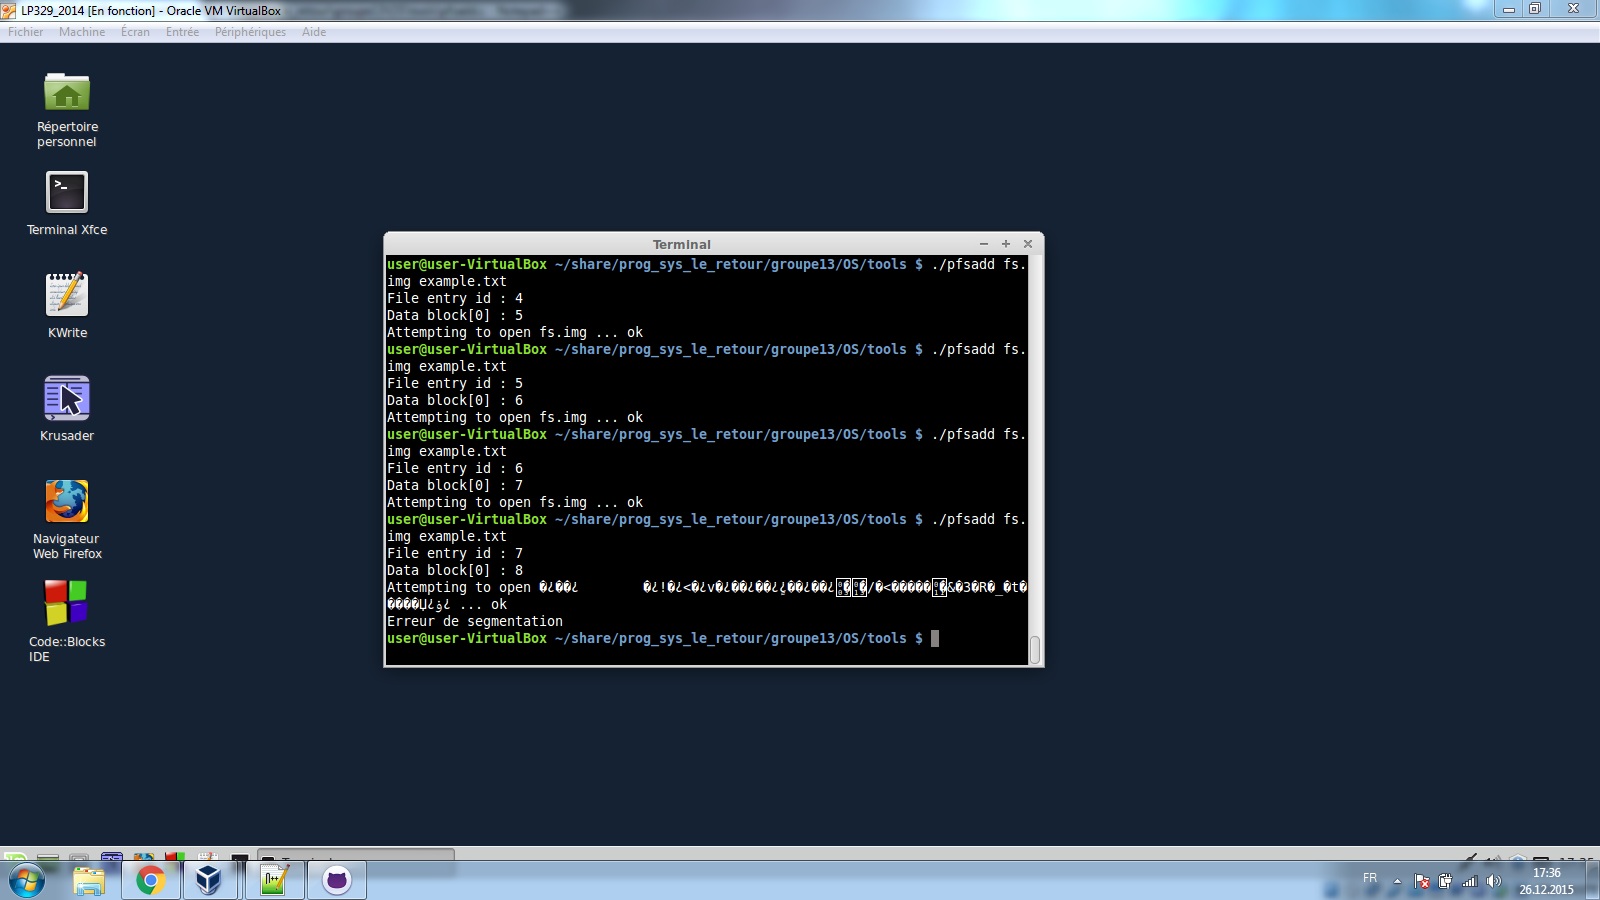 LP329_2014 [En fonction] - Oracle VM VirtualBox
Fichier Machine Écran Entrée Périphériques Aide
Répertoire
personnel
Terminal Xfce
KWrite
Krusader
Navigateur
Web Firefox
Code::Blocks
IDE
Terminal
user@user-VirtualBox ~/share/prog_sys_le_retour/groupe13/OS/tools $ ./pfsadd fs.
img example.txt
File entry id : 4
Data block[0] : 5
Attempting to open fs.img ... ok
user@user-VirtualBox ~/share/prog_sys_le_retour/groupe13/OS/tools $ ./pfsadd fs.
img example.txt
File entry id : 5
Data block[0] : 6
Attempting to open fs.img ... ok
user@user-VirtualBox ~/share/prog_sys_le_retour/groupe13/OS/tools $ ./pfsadd fs.
img example.txt
File entry id : 6
Data block[0] : 7
Attempting to open fs.img ... ok
user@user-VirtualBox ~/share/prog_sys_le_retour/groupe13/OS/tools $ ./pfsadd fs.
img example.txt
File entry id : 7
Data block[0] : 8
Attempting to open
... ok
Erreur de segmentation
user@user-VirtualBox ~/share/prog_sys_le_retour/groupe13/OS/tools $
FR
17:36
26.12.2015